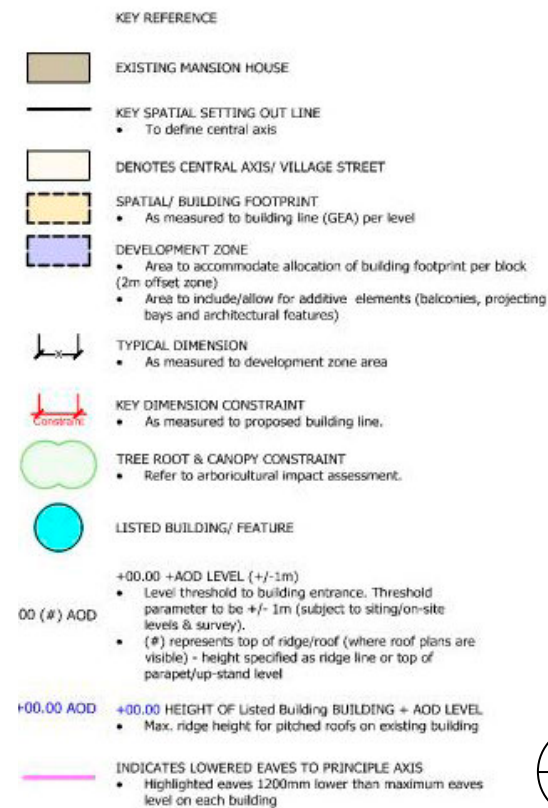 KEY REFERENCE
EXISTING MANSION HOUSE
KEY SPATIAL SETTING OUT LINE
• To define central axis
DENOTES CENTRAL AXIS/ VILLAGE STREET
SPATIAL/ BUILDING FOOTPRINT
• As measured to building line (GEA) per level
DEVELOPMENT ZONE
• Area to accommodate allocation of building footprint per block
(2m offset zone)
• Area to include/allow for additive elements (balconies, projecting
bays and architectural features)
x
TYPICAL DIMENSION
• As measured to development zone area
Constraint
KEY DIMENSION CONSTRAINT
• As measured to proposed building line.
TREE ROOT & CANOPY CONSTRAINT
• Refer to arboricultural impact assessment.
LISTED BUILDING/ FEATURE
00 (#) AOD
+00.00 +AOD LEVEL (+/-1m)
• Level threshold to building entrance. Threshold
parameter to be +/- 1m (subject to siting/on-site
levels & survey).
• (#) represents top of ridge/roof (where roof plans are
visible) - height specified as ridge line or top of
parapet/up-stand level
+00.00 AOD
+00.00 HEIGHT OF Listed Building BUILDING + AOD LEVEL
• Max. ridge height for pitched roofs on existing building
INDICATES LOWERED EAVES TO PRINCIPLE AXIS
• Highlighted eaves 1200mm lower than maximum eaves
level on each building